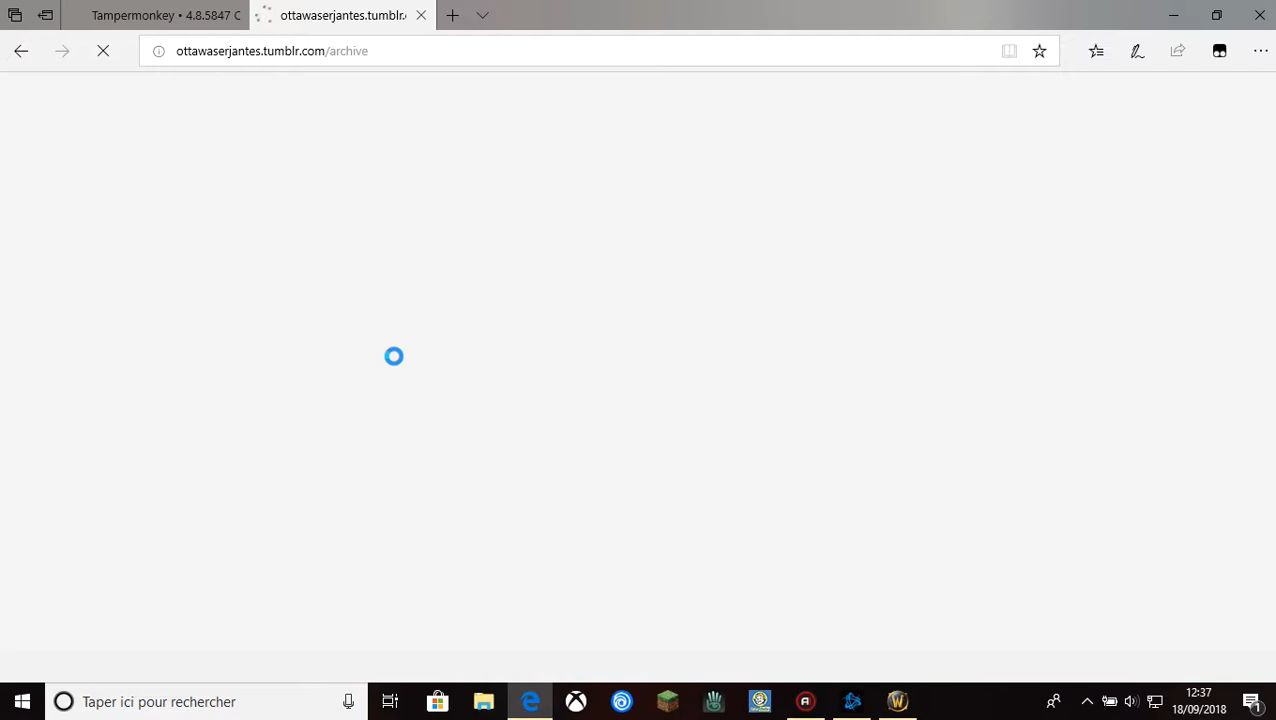 Tampermonkey • 4.8.5847 C
ottawaserjantes.tumblr.c
ottawaserjantes.tumblr.com/archive
Taper ici pour rechercher
12:37
18/09/2018
1